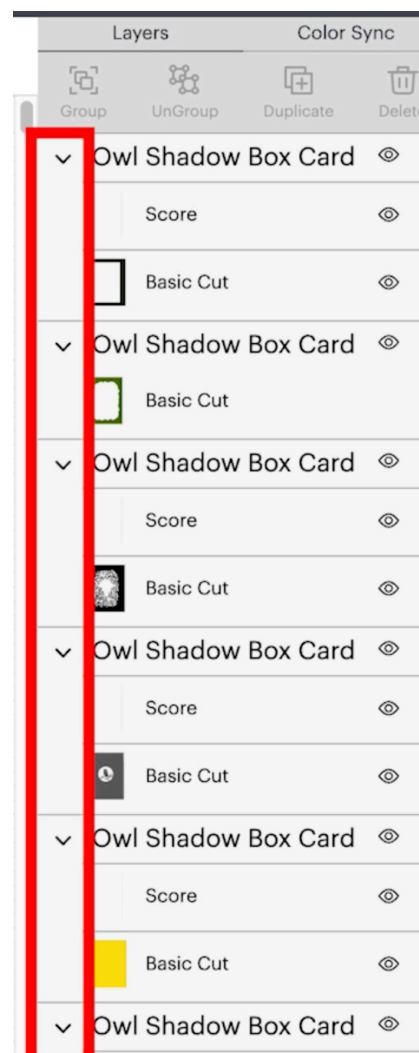 Layers Color Sync
Group UnGroup Duplicate Delet
Owl Shadow Box Card
Score
Basic Cut
Owl Shadow Box Card
Basic Cut
Owl Shadow Box Card
Score
Basic Cut
Owl Shadow Box Card
Score
Basic Cut
Owl Shadow Box Card
Score
Basic Cut
Owl Shadow Box Card